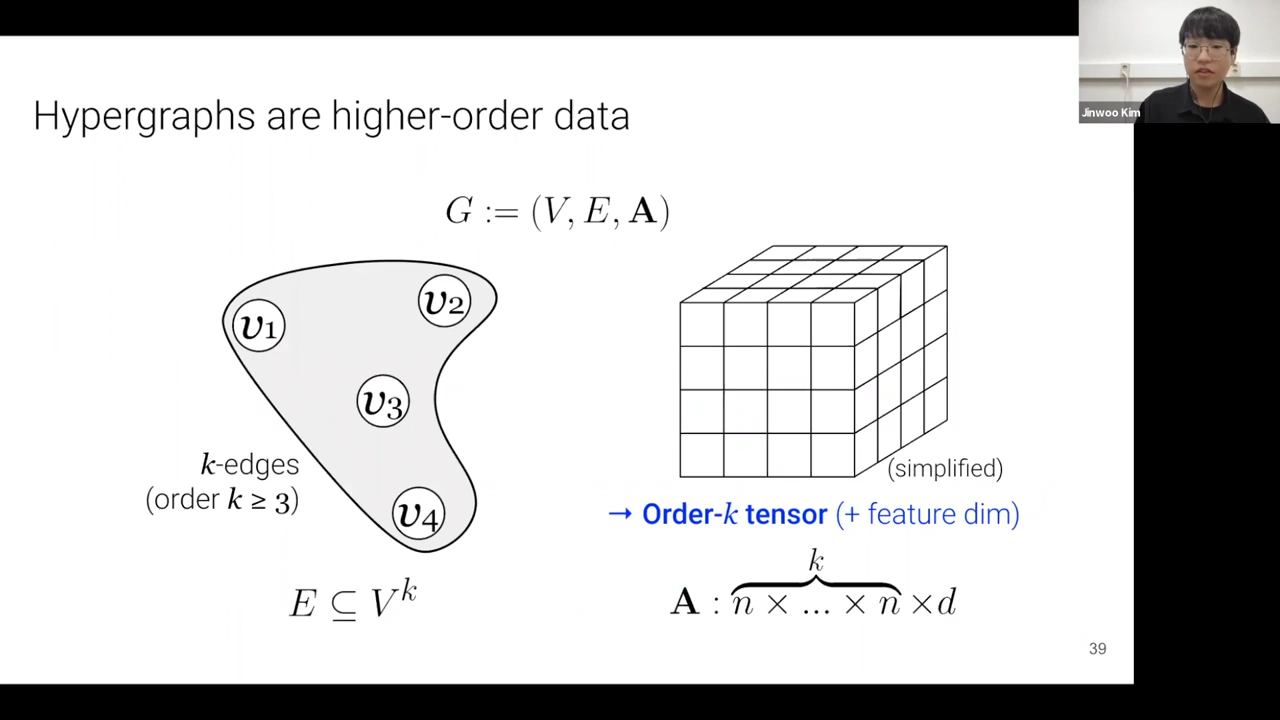 Jinwoo Kim
Hypergraphs are higher-order data
G := (V, E, A)
v1
v2
v3
v4
k-edges
(order k ≥ 3)
E ⊆ V^k
(simplified)
→ Order-k tensor (+ feature dim)
k
A : n × ... × n × d
39